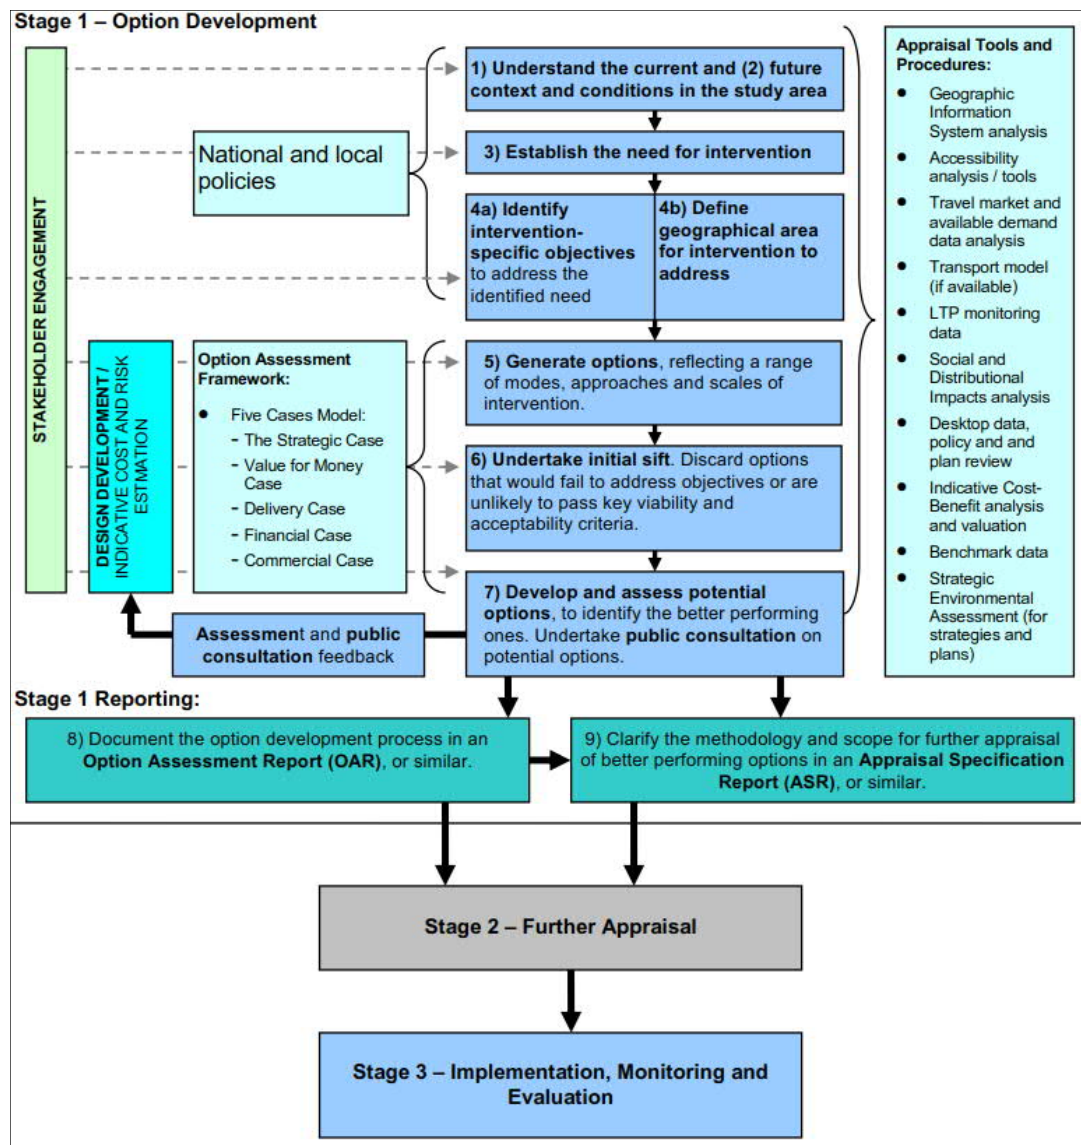 Stage 1 – Option Development
STAKEHOLDER ENGAGEMENT
National and local
policies
1) Understand the current and (2) future
context and conditions in the study area
3) Establish the need for intervention
4a) Identify
intervention-
specific objectives
to address the
identified need
4b) Define
geographical area
for intervention to
address
DESIGN DEVELOPMENT /
INDICATIVE COST AND RISK
ESTMATION
Option Assessment
Framework:
● Five Cases Model:
- The Strategic Case
- Value for Money
Case
- Delivery Case
- Financial Case
- Commercial Case
5) Generate options, reflecting a range
of modes, approaches and scales of
intervention.
6) Undertake initial sift. Discard options
that would fail to address objectives or are
unlikely to pass key viability and
acceptability criteria.
7) Develop and assess potential
options, to identify the better performing
ones. Undertake public consultation on
potential options.
Assessment and public
consultation feedback
Appraisal Tools and
Procedures:
● Geographic
Information
System analysis
● Accessibility
analysis / tools
● Travel market and
available demand
data analysis
● Transport model
(if available)
● LTP monitoring
data
● Social and
Distributional
Impacts analysis
● Desktop data,
policy and and
plan review
● Indicative Cost-
Benefit analysis
and valuation
● Benchmark data
● Strategic
Environmental
Assessment (for
strategies and
plans)
Stage 1 Reporting:
8) Document the option development process in an
Option Assessment Report (OAR), or similar.
9) Clarify the methodology and scope for further appraisal
of better performing options in an Appraisal Specification
Report (ASR), or similar.
Stage 2 – Further Appraisal
Stage 3 – Implementation, Monitoring and
Evaluation